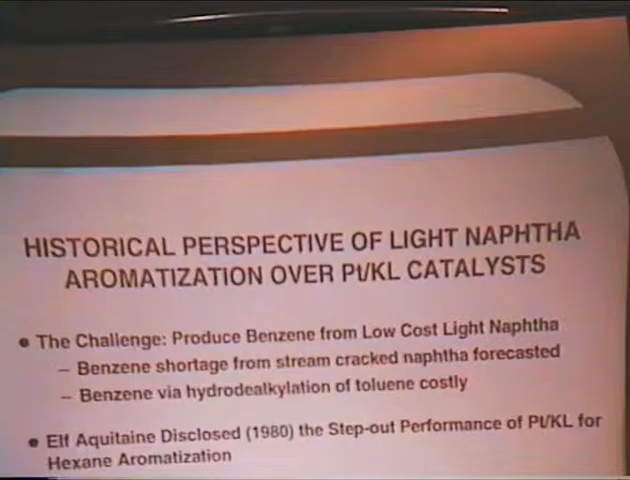 HISTORICAL PERSPECTIVE OF LIGHT NAPHTHA
AROMATIZATION OVER Pt/KL CATALYSTS
● The Challenge: Produce Benzene from Low Cost Light Naphtha
– Benzene shortage from stream cracked naphtha forecasted
– Benzene via hydrodealkylation of toluene costly
● Elf Aquitaine Disclosed (1980) the Step-out Performance of Pt/KL for
Hexane Aromatization